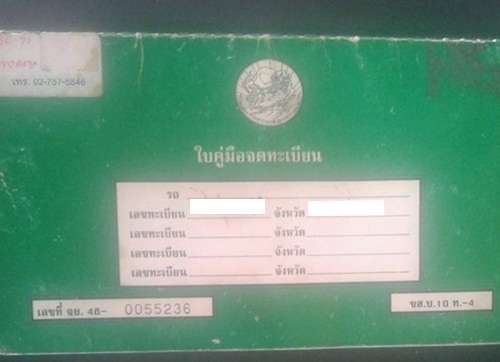 โทร. 02-757-5846
ใบคู่มือจดทะเบียน
รถ
เลขทะเบียน จังหวัด
เลขทะเบียน จังหวัด
เลขทะเบียน จังหวัด
เลขทะเบียน จังหวัด
เลขที่ จย. 46- 0055236
ขส.บ.10 ท.-4